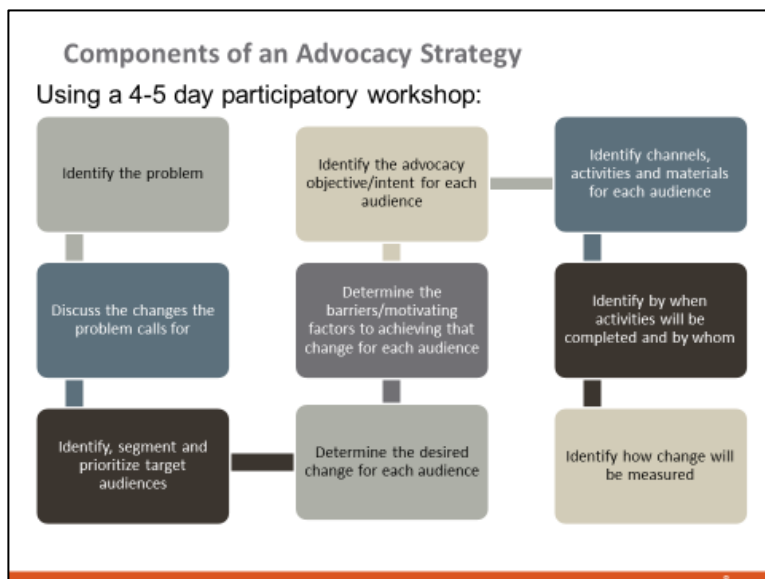 Components of an Advocacy Strategy
Using a 4-5 day participatory workshop:
Identify the problem
Discuss the changes the
problem calls for
Identify, segment and
prioritize target
audiences
Determine the desired
change for each audience
Determine the
barriers/motivating
factors to achieving that
change for each audience
Identify the advocacy
objective/intent for each
audience
Identify channels,
activities and materials
for each audience
Identify by when
activities will be
completed and by whom
Identify how change will
be measured